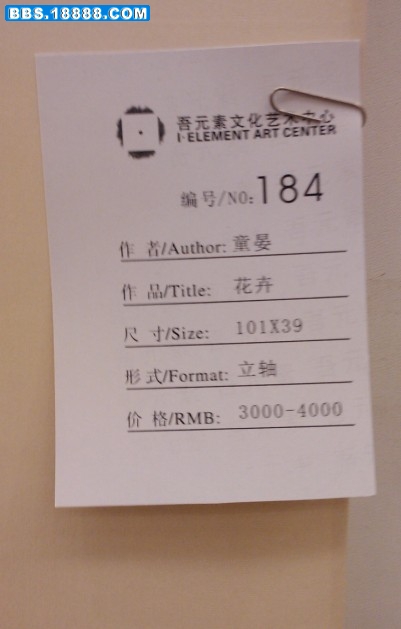 BBS.18888.COM
吾元素文化艺术中心
I·ELEMENT ART CENTER
编号/NO: 184
作 者/Author: 童晏
作 品/Title: 花卉
尺 寸/Size: 101X39
形 式/Format: 立轴
价 格/RMB: 3000-4000